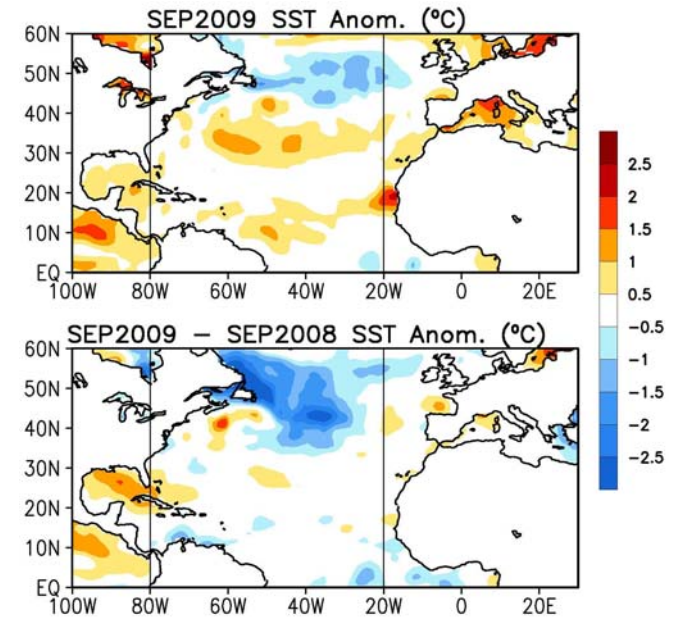 SEP2009 SST Anom. (ºC)
60N
50N
40N
30N
20N
10N
EQ
100W 80W 60W 40W 20W 0 20E
2.5
2
1.5
1
0.5
-0.5
-1
-1.5
-2
-2.5
SEP2009 - SEP2008 SST Anom. (ºC)
60N
50N
40N
30N
20N
10N
EQ
100W 80W 60W 40W 20W 0 20E